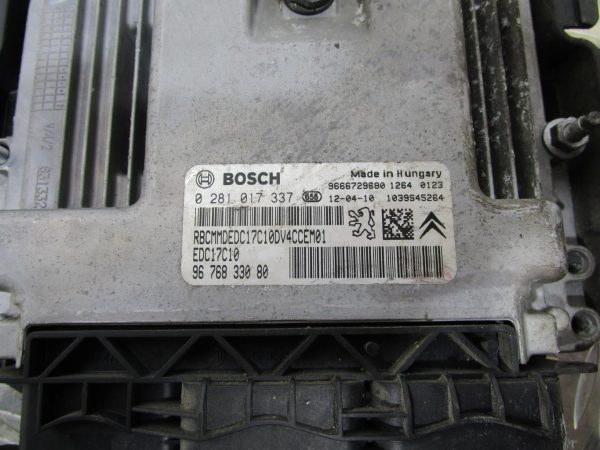 BOSCH
Made in Hungary
9666729680 1264 0123
0 281 017 337 656 12-04-10 1039S45264
RBCMMDEDC17C10DV4CCEM01
EDC17C10
96 768 330 80